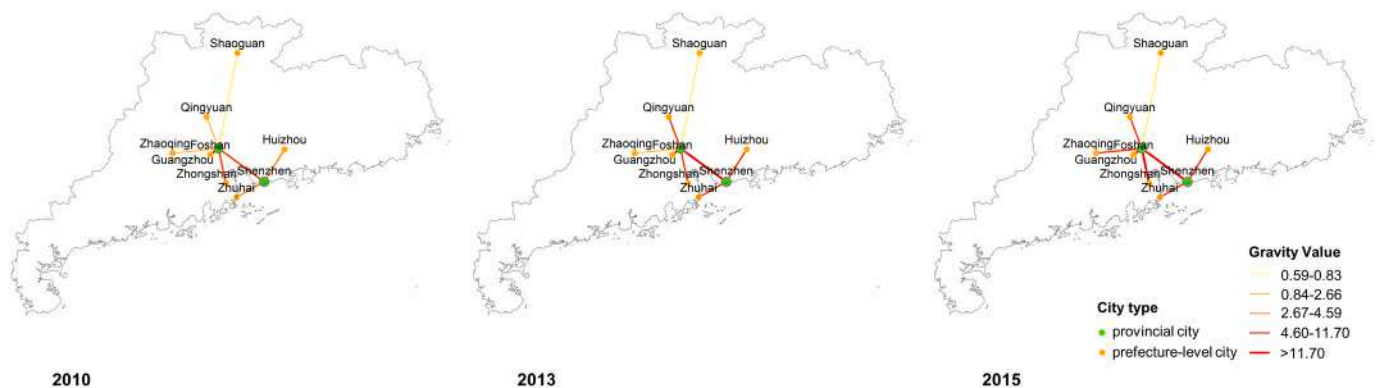 Shaoguan
Qingyuan
Zhaoqing Foshan
Huizhou
Guangzhou
Zhongshan
Shenzhen
Zhuhai
2010
Shaoguan
Qingyuan
Zhaoqing Foshan
Huizhou
Guangzhou
Zhongshan
Shenzhen
Zhuhai
2013
Shaoguan
Qingyuan
Zhaoqing Foshan
Huizhou
Guangzhou
Zhongshan
Shenzhen
Zhuhai
2015
City type
provincial city
prefecture-level city
Gravity Value
0.59-0.83
0.84-2.66
2.67-4.59
4.60-11.70
>11.70